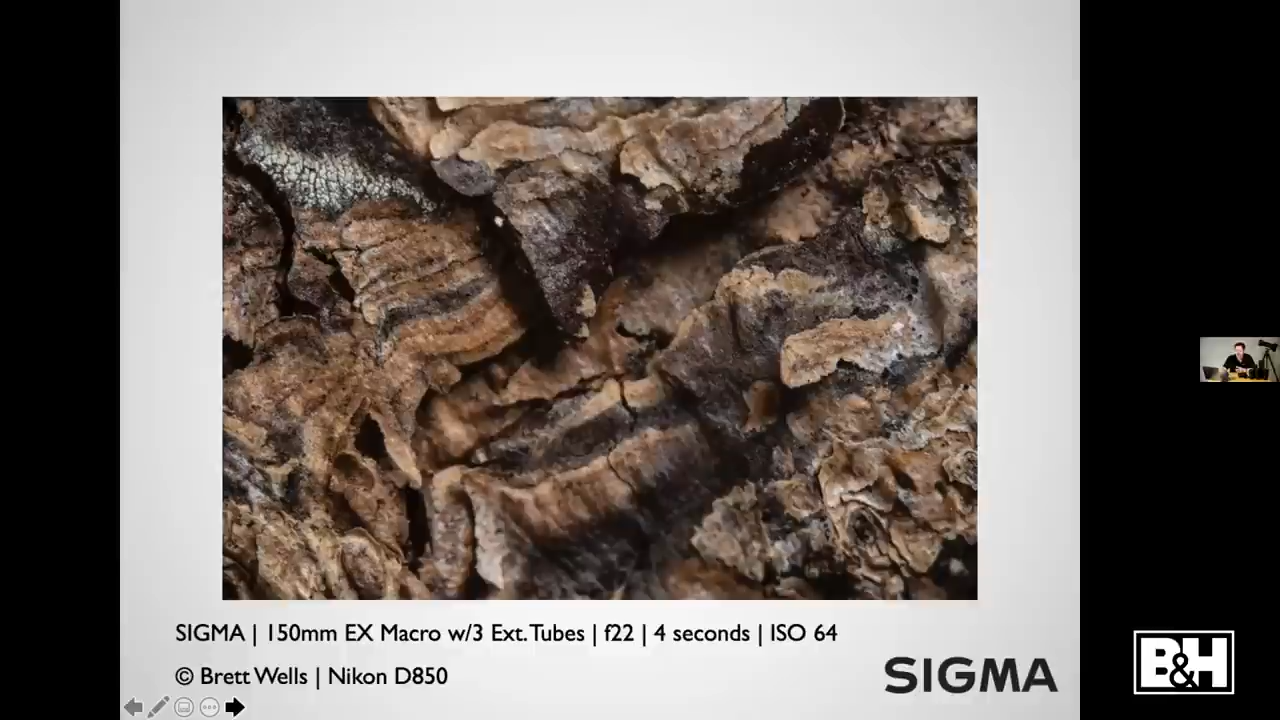 SIGMA | 150mm EX Macro w/3 Ext. Tubes | f22 | 4 seconds | ISO 64
© Brett Wells | Nikon D850
SIGMA
B&H